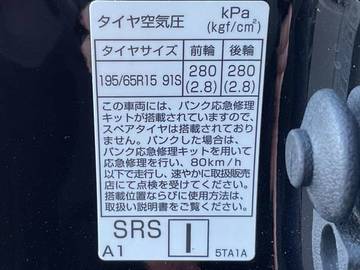 タイヤ空気圧 kPa
(kgf/cm²)
タイヤサイズ 前輪 後輪
195/65R15 91S 280 280
(2.8) (2.8)
この車両には、パンク応急修理
キットが搭載されていますので、
スペアタイヤは搭載されており
ません。パンクした場合は、
パンク応急修理キットを用いて
応急修理を行い、80km/h
以下で走行し、速やかに取扱販売
店にて点検を受けてください。
搭載位置ならびに使用方法は、
取扱い説明書をご覧ください。
SRS I
A1 5TA1A